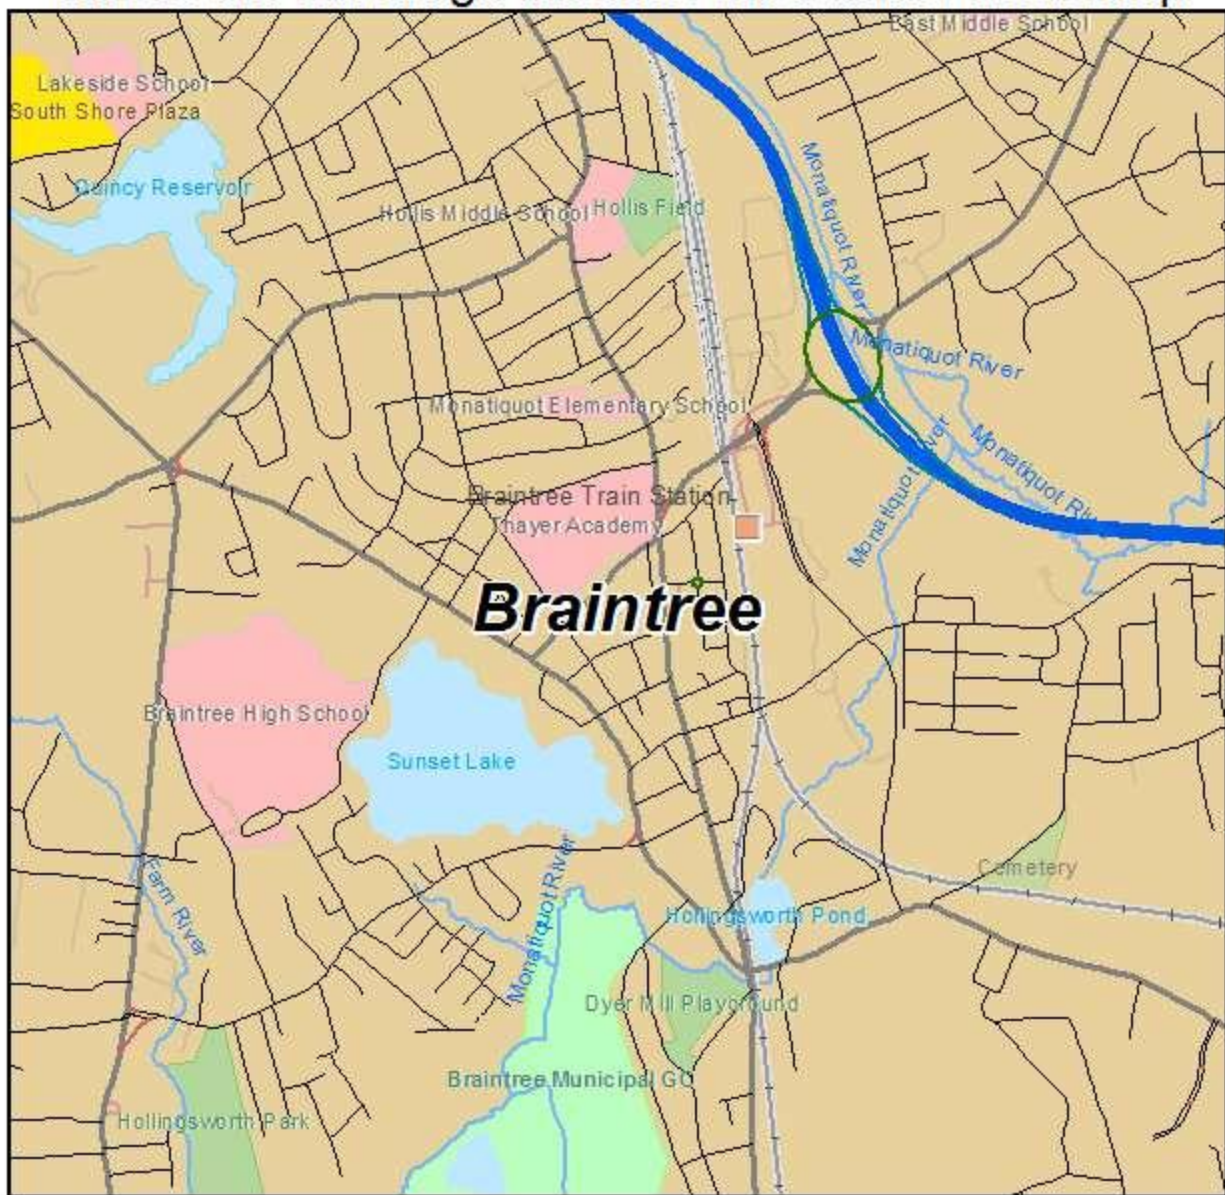 East Middle School
Lakeside School
South Shore Plaza
Quincy Reservoir
Monatiquot River
Hollis Middle School
Hollis Field
Monatiquot River
Monatiquot Elementary School
Monatiquot River
Monatiquot
Braintree Train Station
Thayer Academy
Braintree
Braintree High School
Sunset Lake
Cemetery
Farm River
Monatiquot River
Hollingsworth Pond
Dyer Mill Playground
Braintree Municipal GC
Hollingsworth Park